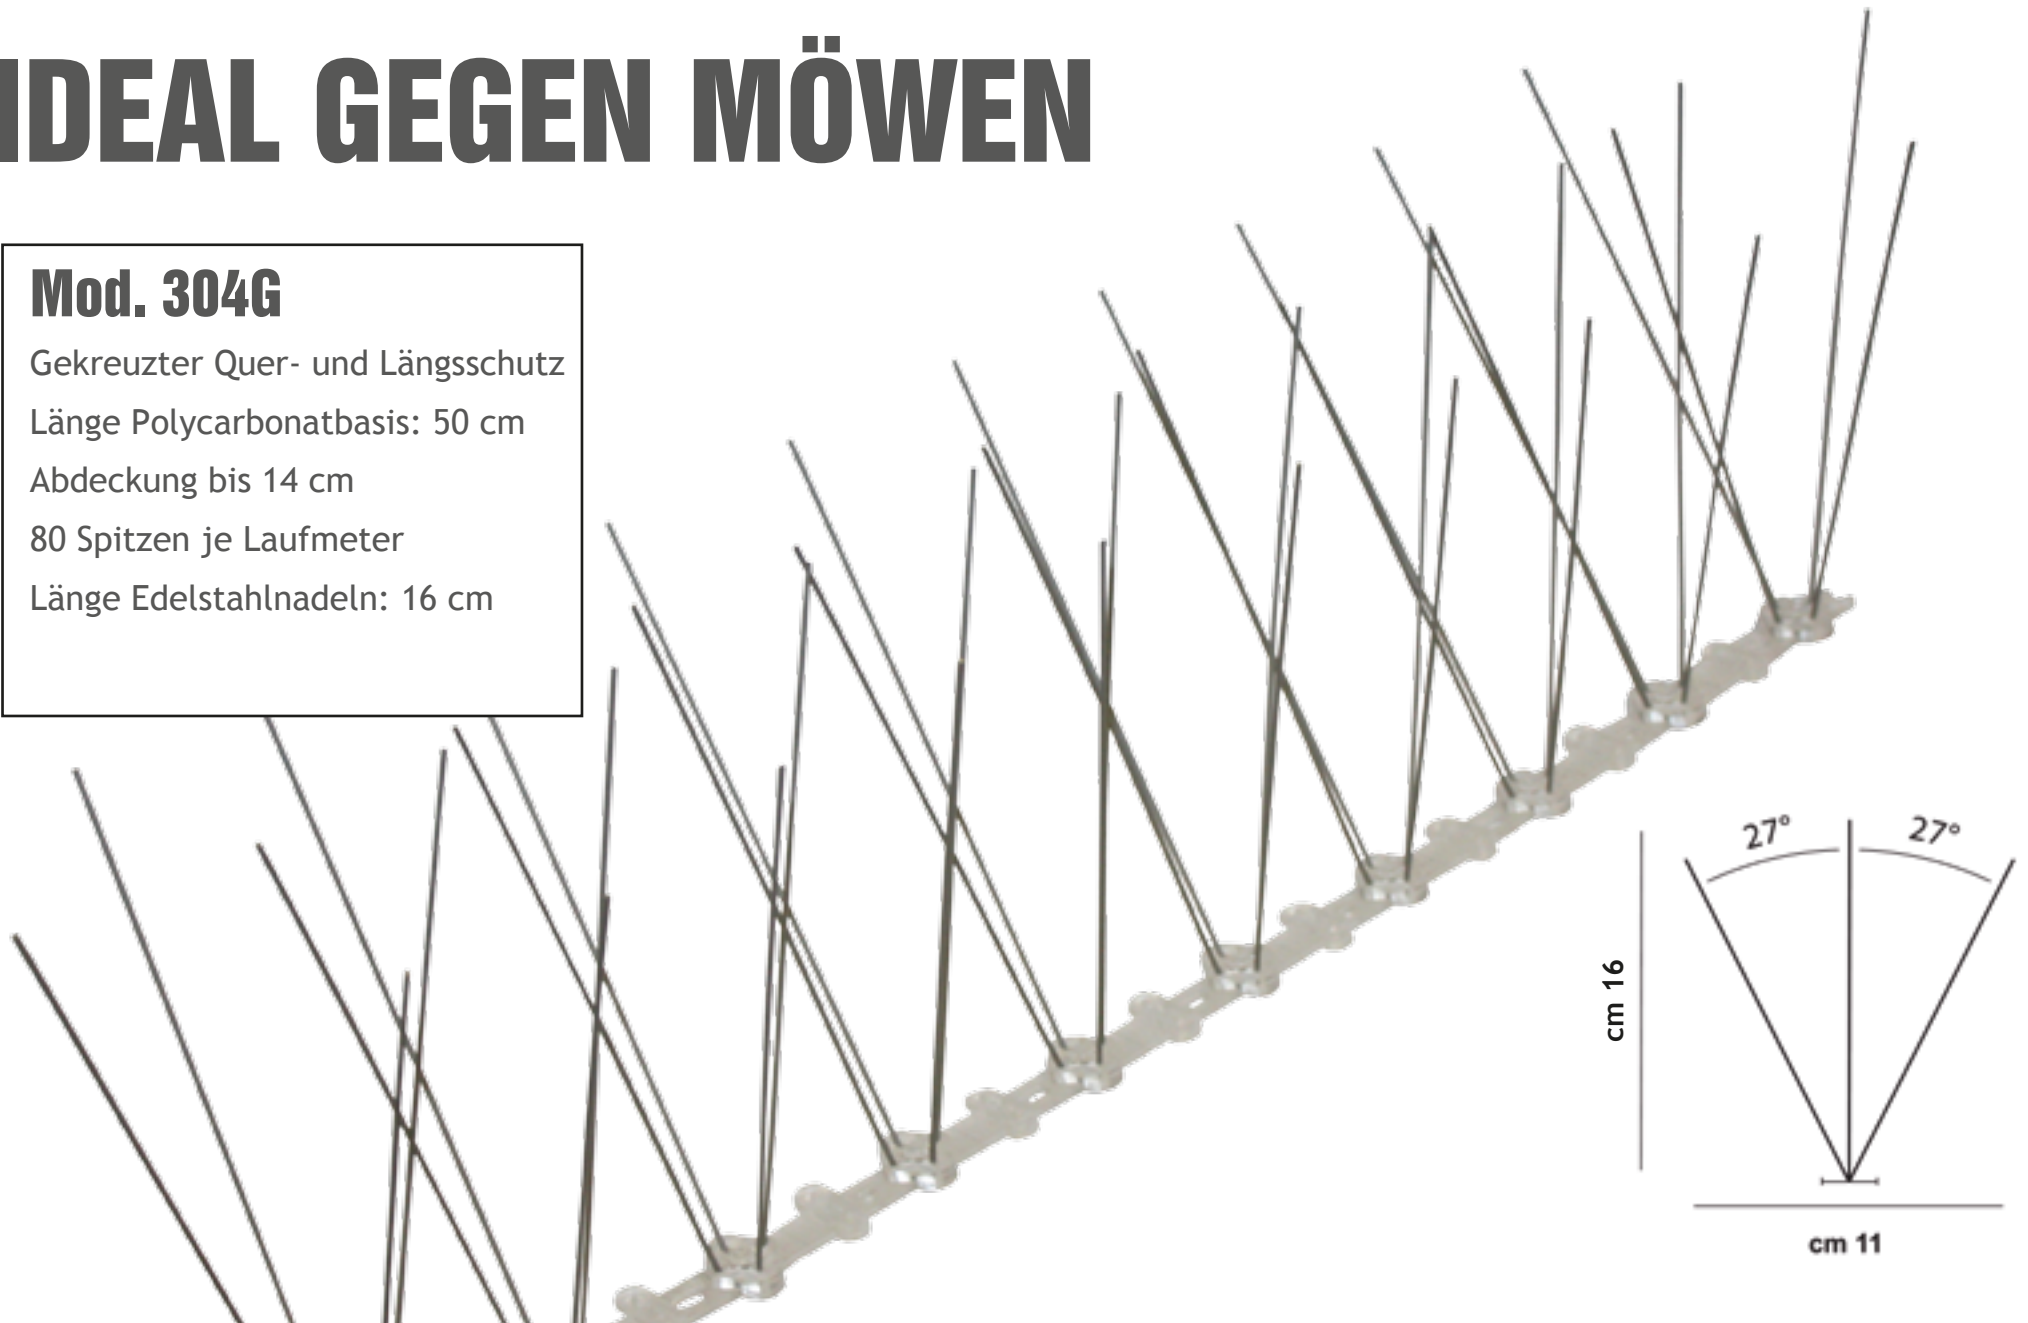 IDEAL GEGEN MÖWEN
Mod. 304G
Gekreuzter Quer- und Längsschutz
Länge Polycarbonatbasis: 50 cm
Abdeckung bis 14 cm
80 Spitzen je Laufmeter
Länge Edelstahlnadeln: 16 cm
27° 27°
cm 16
cm 11